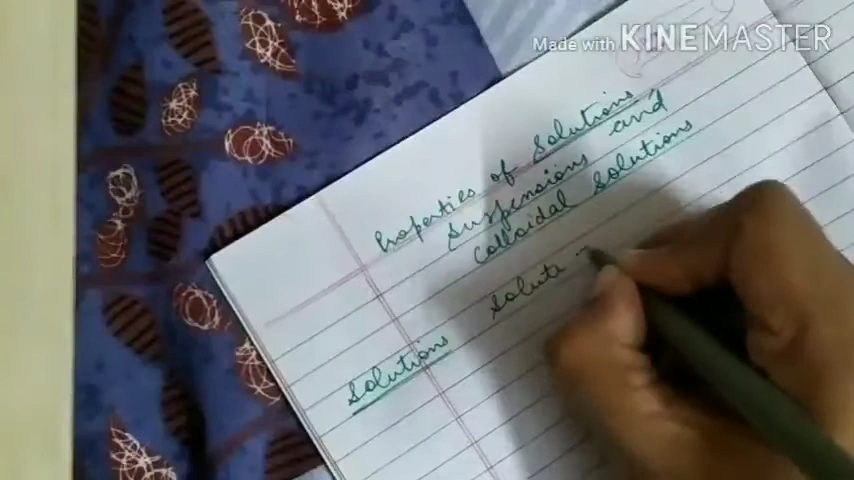 Made with KINEMASTER
Properties of Solutions
Suspensions and
Colloidal Solutions
Solutions Solute